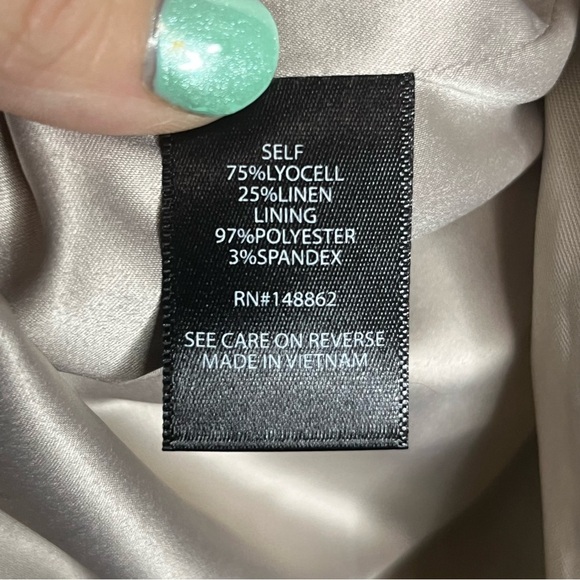 SELF
75%LYOCELL
25%LINEN
LINING
97%POLYESTER
3%SPANDEX
RN#148862
SEE CARE ON REVERSE
MADE IN VIETNAM